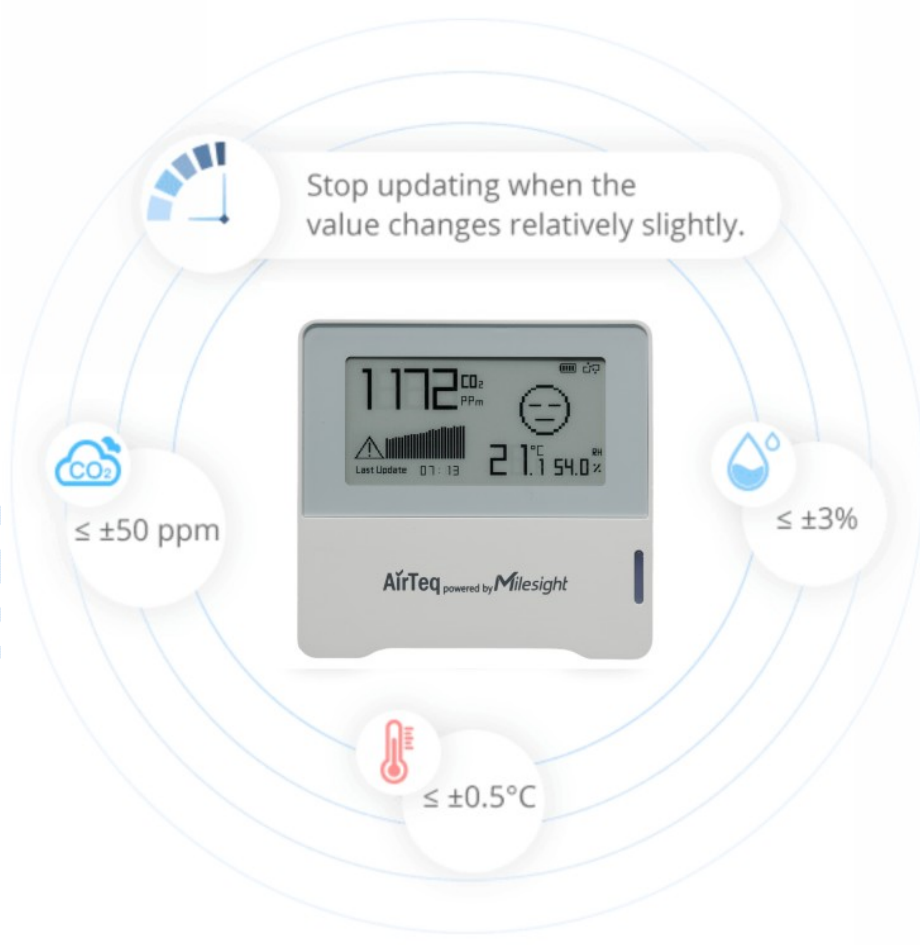 Stop updating when the
value changes relatively slightly.
1172 CO₂
PPm
Last Update 07:13
21.1 °C 54.0 RH %
CO₂
≤ ±50 ppm
≤ ±3%
AirTeq powered by Milesight
≤ ±0.5°C